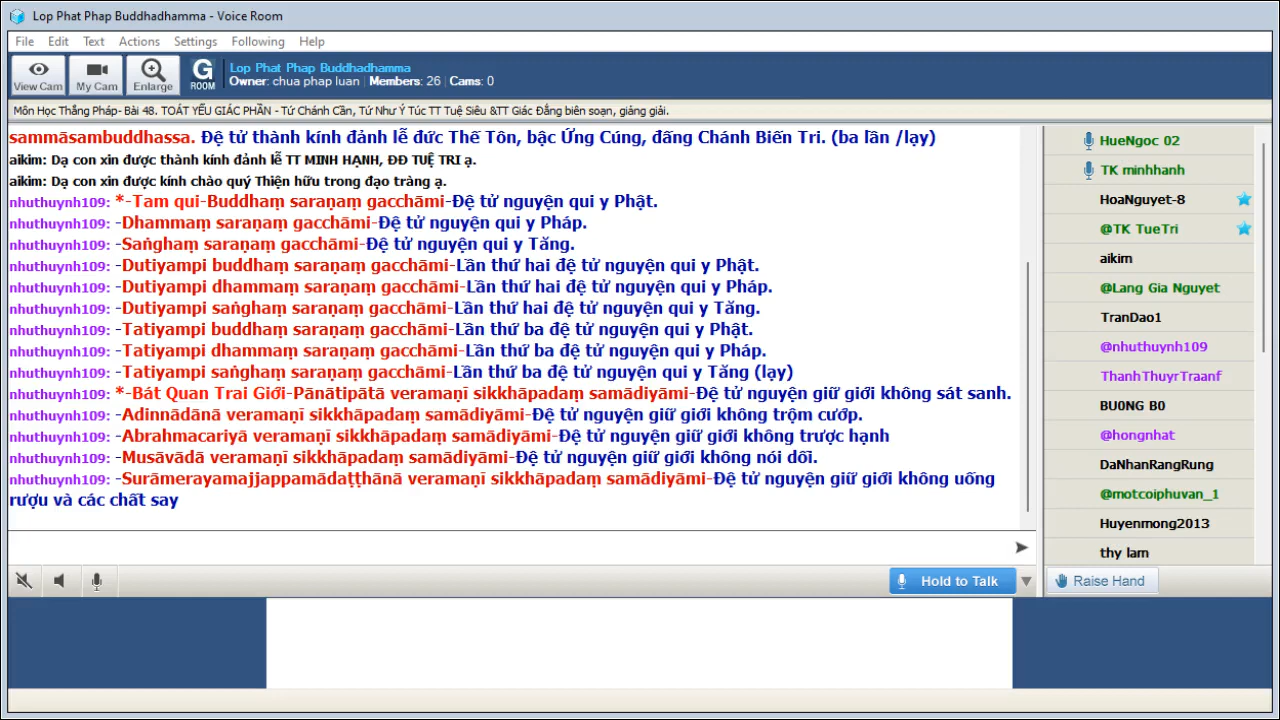 Lop Phat Phap Buddhadhamma - Voice Room
File Edit Text Actions Settings Following Help
View Cam
My Cam
Enlarge
G
ROOM
Lop Phat Phap Buddhadhamma
Owner: chua phap luan | Members: 26 | Cams: 0
Môn Học Thắng Pháp- Bài 48. TOÁT YẾU GIÁC PHẦN - Tứ Chánh Cần, Tứ Như Ý Túc TT Tuệ Siêu &TT Giác Đẳng biên soạn, giảng giải.
sammāsambuddhassa. Đệ tử thành kính đảnh lễ đức Thế Tôn, bậc Ứng Cúng, đấng Chánh Biến Tri. (ba lần /lạy)
aikim: Dạ con xin được thành kính đảnh lễ TT MINH HẠNH, ĐĐ TUỆ TRI ạ.
aikim: Dạ con xin được kính chào quý Thiện hữu trong đạo tràng ạ.
nhuthuynh109: *-Tam qui-Buddhaṃ saraṇaṃ gacchāmi-Đệ tử nguyện qui y Phật.
nhuthuynh109: -Dhammaṃ saraṇaṃ gacchāmi-Đệ tử nguyện qui y Pháp.
nhuthuynh109: -Saṅghaṃ saraṇaṃ gacchāmi-Đệ tử nguyện qui y Tăng.
nhuthuynh109: -Dutiyampi buddhaṃ saraṇaṃ gacchāmi-Lần thứ hai đệ tử nguyện qui y Phật.
nhuthuynh109: -Dutiyampi dhammaṃ saraṇaṃ gacchāmi-Lần thứ hai đệ tử nguyện qui y Pháp.
nhuthuynh109: -Dutiyampi saṅghaṃ saraṇaṃ gacchāmi-Lần thứ hai đệ tử nguyện qui y Tăng.
nhuthuynh109: -Tatiyampi buddhaṃ saraṇaṃ gacchāmi-Lần thứ ba đệ tử nguyện qui y Phật.
nhuthuynh109: -Tatiyampi dhammaṃ saraṇaṃ gacchāmi-Lần thứ ba đệ tử nguyện qui y Pháp.
nhuthuynh109: -Tatiyampi saṅghaṃ saraṇaṃ gacchāmi-Lần thứ ba đệ tử nguyện qui y Tăng (lạy)
nhuthuynh109: *-Bát Quan Trai Giới-Pānātipātā veramaṇi sikkhāpadaṃ samādiyāmi-Đệ tử nguyện giữ giới không sát sanh.
nhuthuynh109: -Adinnādānā veramaṇi sikkhāpadaṃ samādiyāmi-Đệ tử nguyện giữ giới không trộm cướp.
nhuthuynh109: -Abrahmacariyā veramaṇī sikkhāpadaṃ samādiyāmi-Đệ tử nguyện giữ giới không trược hạnh
nhuthuynh109: -Musāvādā veramaṇī sikkhāpadaṃ samādiyāmi-Đệ tử nguyện giữ giới không nói dối.
nhuthuynh109: -Surāmerayamajjappamādaṭṭhānā veramaṇī sikkhāpadaṃ samādiyāmi-Đệ tử nguyện giữ giới không uống
rượu và các chất say
Hold to Talk
HueNgoc 02
TK minhhanh
HoaNguyet-8
@TK TueTri
aikim
@Lang Gia Nguyet
TranDao1
@nhuthuynh109
ThanhThuyrTraanf
BU0NG B0
@hongnhat
DaNhanRangRung
@motcoiphuvan_1
Huyenmong2013
thy lam
Raise Hand